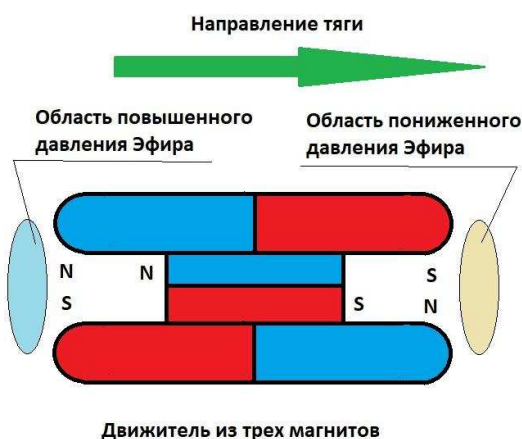 Направление тяги
Область повышенного
давления Эфира
Область пониженного
давления Эфира
N
N
S
S
S
N
Движитель из трех магнитов